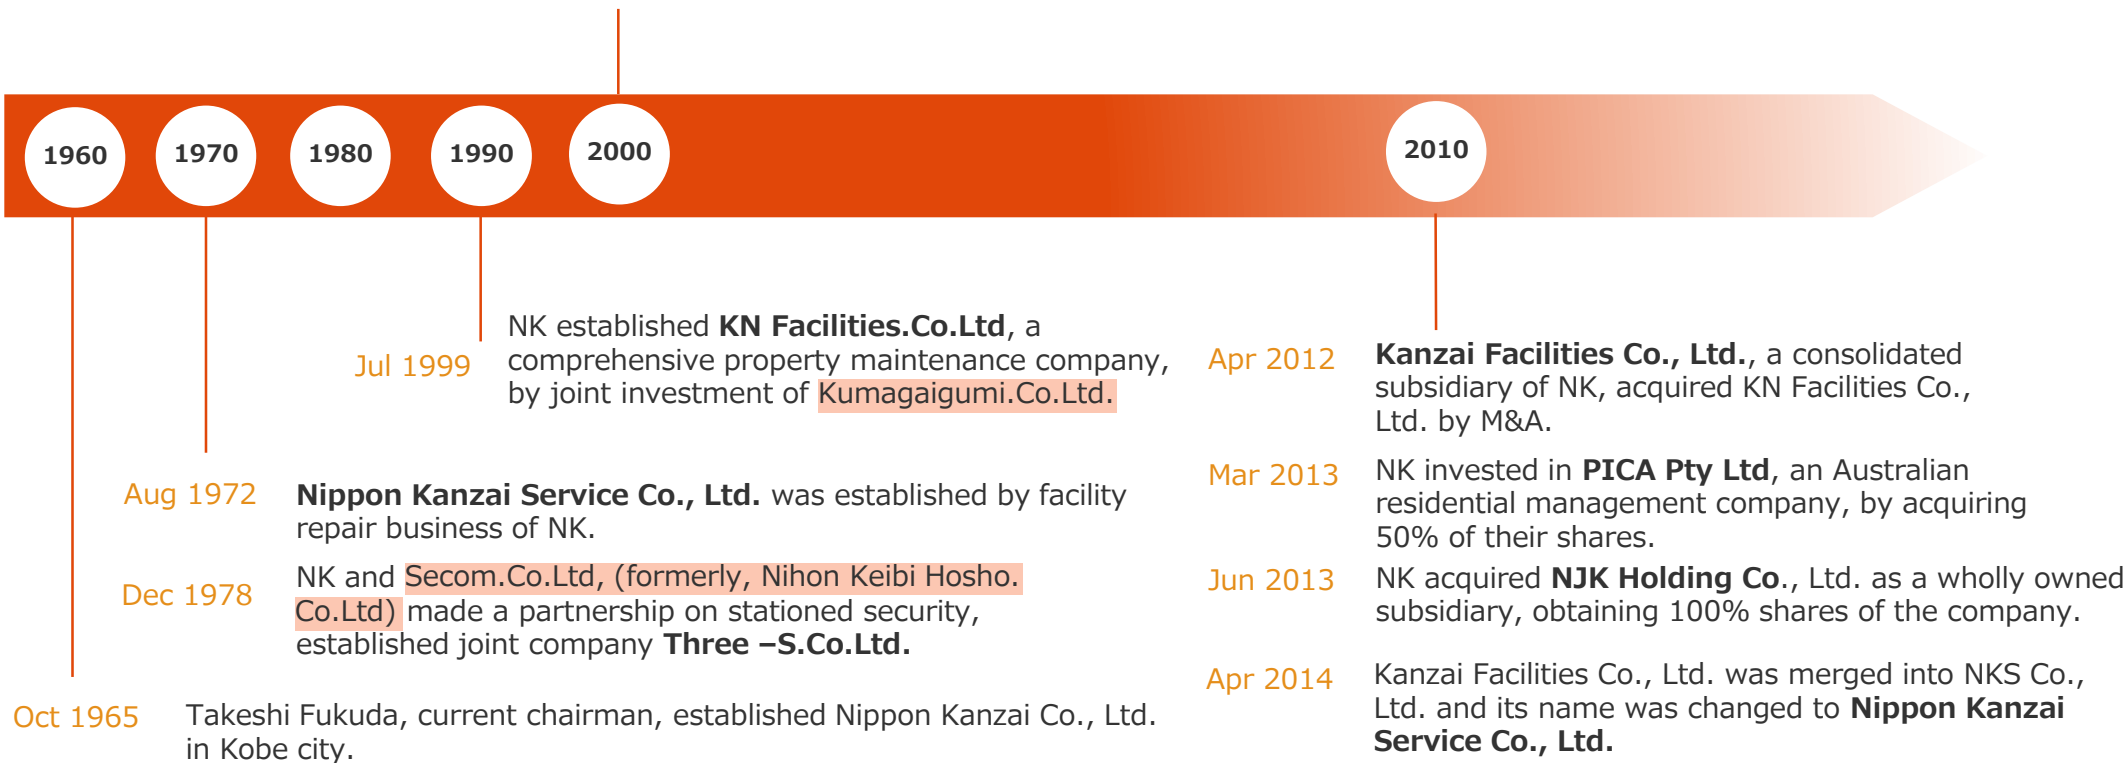 1960
1970
1980
1990
2000
2010
Jul 1999
NK established KN Facilities.Co.Ltd, a
comprehensive property maintenance company,
by joint investment of Kumagaigumi.Co.Ltd.
Aug 1972
Nippon Kanzai Service Co., Ltd. was established by facility
repair business of NK.
Dec 1978
NK and Secom.Co.Ltd, (formerly, Nihon Keibi Hosho.
Co.Ltd) made a partnership on stationed security,
established joint company Three –S.Co.Ltd.
Oct 1965
Takeshi Fukuda, current chairman, established Nippon Kanzai Co., Ltd.
in Kobe city.
Apr 2012
Kanzai Facilities Co., Ltd., a consolidated
subsidiary of NK, acquired KN Facilities Co.,
Ltd. by M&A.
Mar 2013
NK invested in PICA Pty Ltd, an Australian
residential management company, by acquiring
50% of their shares.
Jun 2013
NK acquired NJK Holding Co., Ltd. as a wholly owned
subsidiary, obtaining 100% shares of the company.
Apr 2014
Kanzai Facilities Co., Ltd. was merged into NKS Co.,
Ltd. and its name was changed to Nippon Kanzai
Service Co., Ltd.